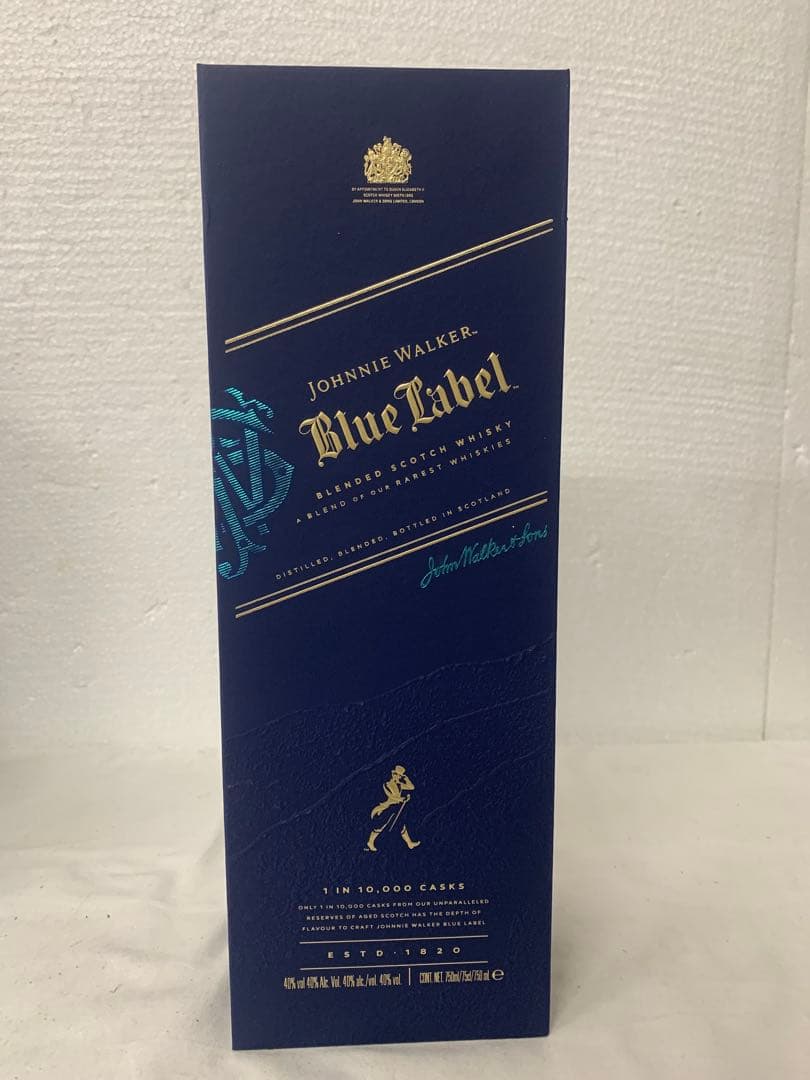 BY APPOINTMENT TO QUEEN ELIZABETH II
SCOTCH WHISKY DISTILLERS
JOHN WALKER & SONS LIMITED, LONDON
JOHNNIE WALKER™
Blue Label™
BLENDED SCOTCH WHISKY
A BLEND OF OUR RAREST WHISKIES
DISTILLED, BLENDED, BOTTLED IN SCOTLAND
John Walker & Sons
1 IN 10,000 CASKS
ONLY 1 IN 10,000 CASKS FROM OUR UNPARALLELED
RESERVES OF AGED SCOTCH HAS THE DEPTH OF
FLAVOUR TO CRAFT JOHNNIE WALKER BLUE LABEL
ESTD · 1820
40% vol 40% Alc. Vol. 40% alc./vol. 40% vol. | CONT. NET. 750ml/75cl/750 ml ℮